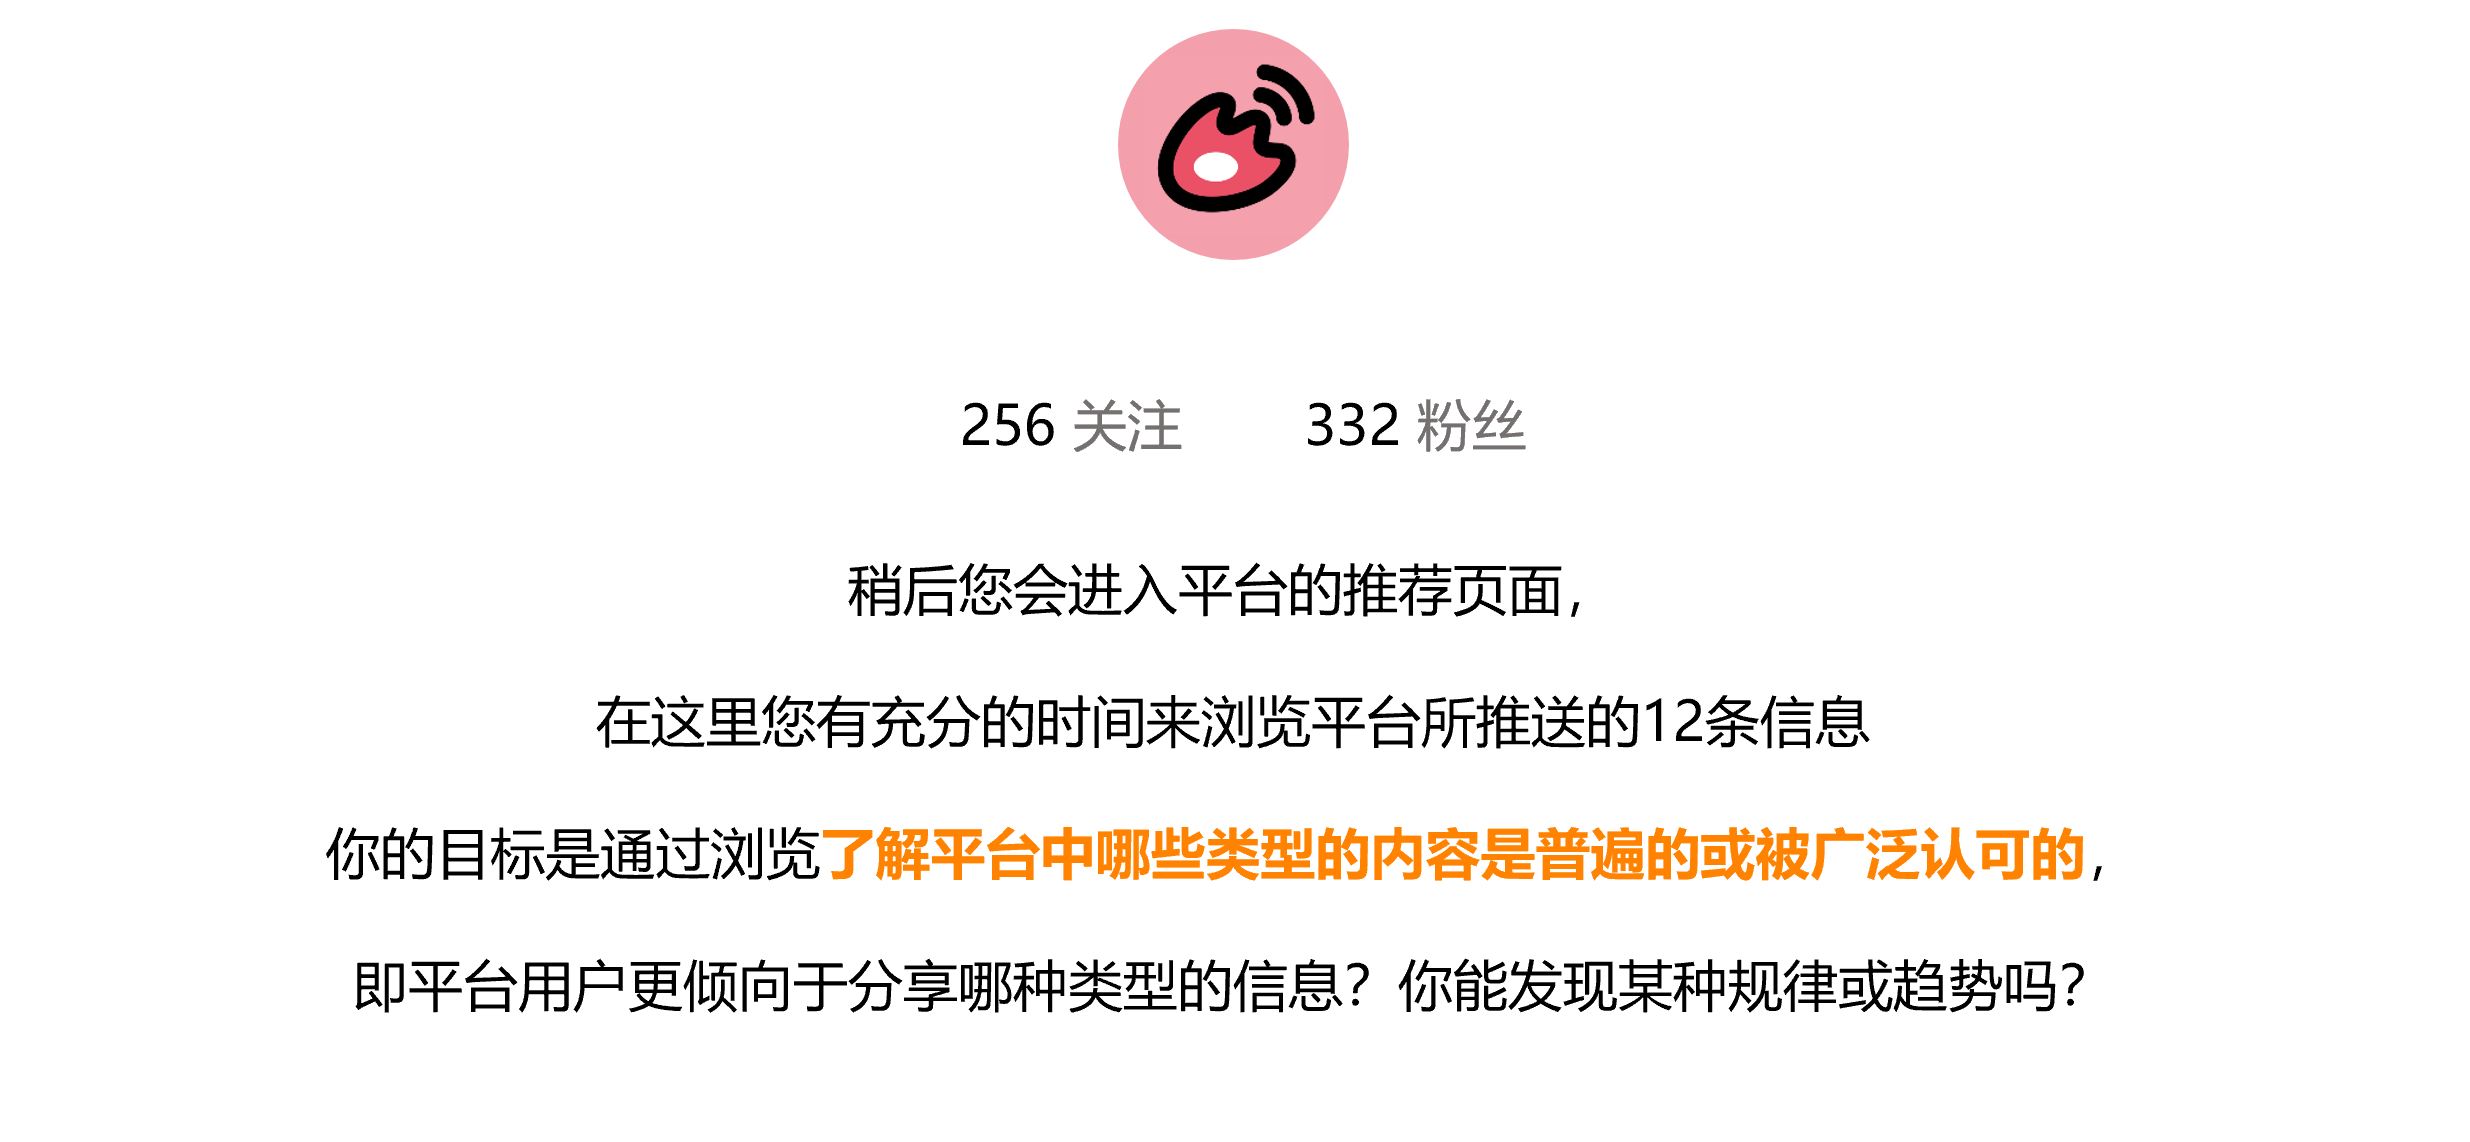 256 关注 332 粉丝
稍后您会进入平台的推荐页面，
在这里您有充分的时间来浏览平台所推送的12条信息
你的目标是通过浏览了解平台中哪些类型的内容是普遍的或被广泛认可的，
即平台用户更倾向于分享哪种类型的信息？你能发现某种规律或趋势吗？